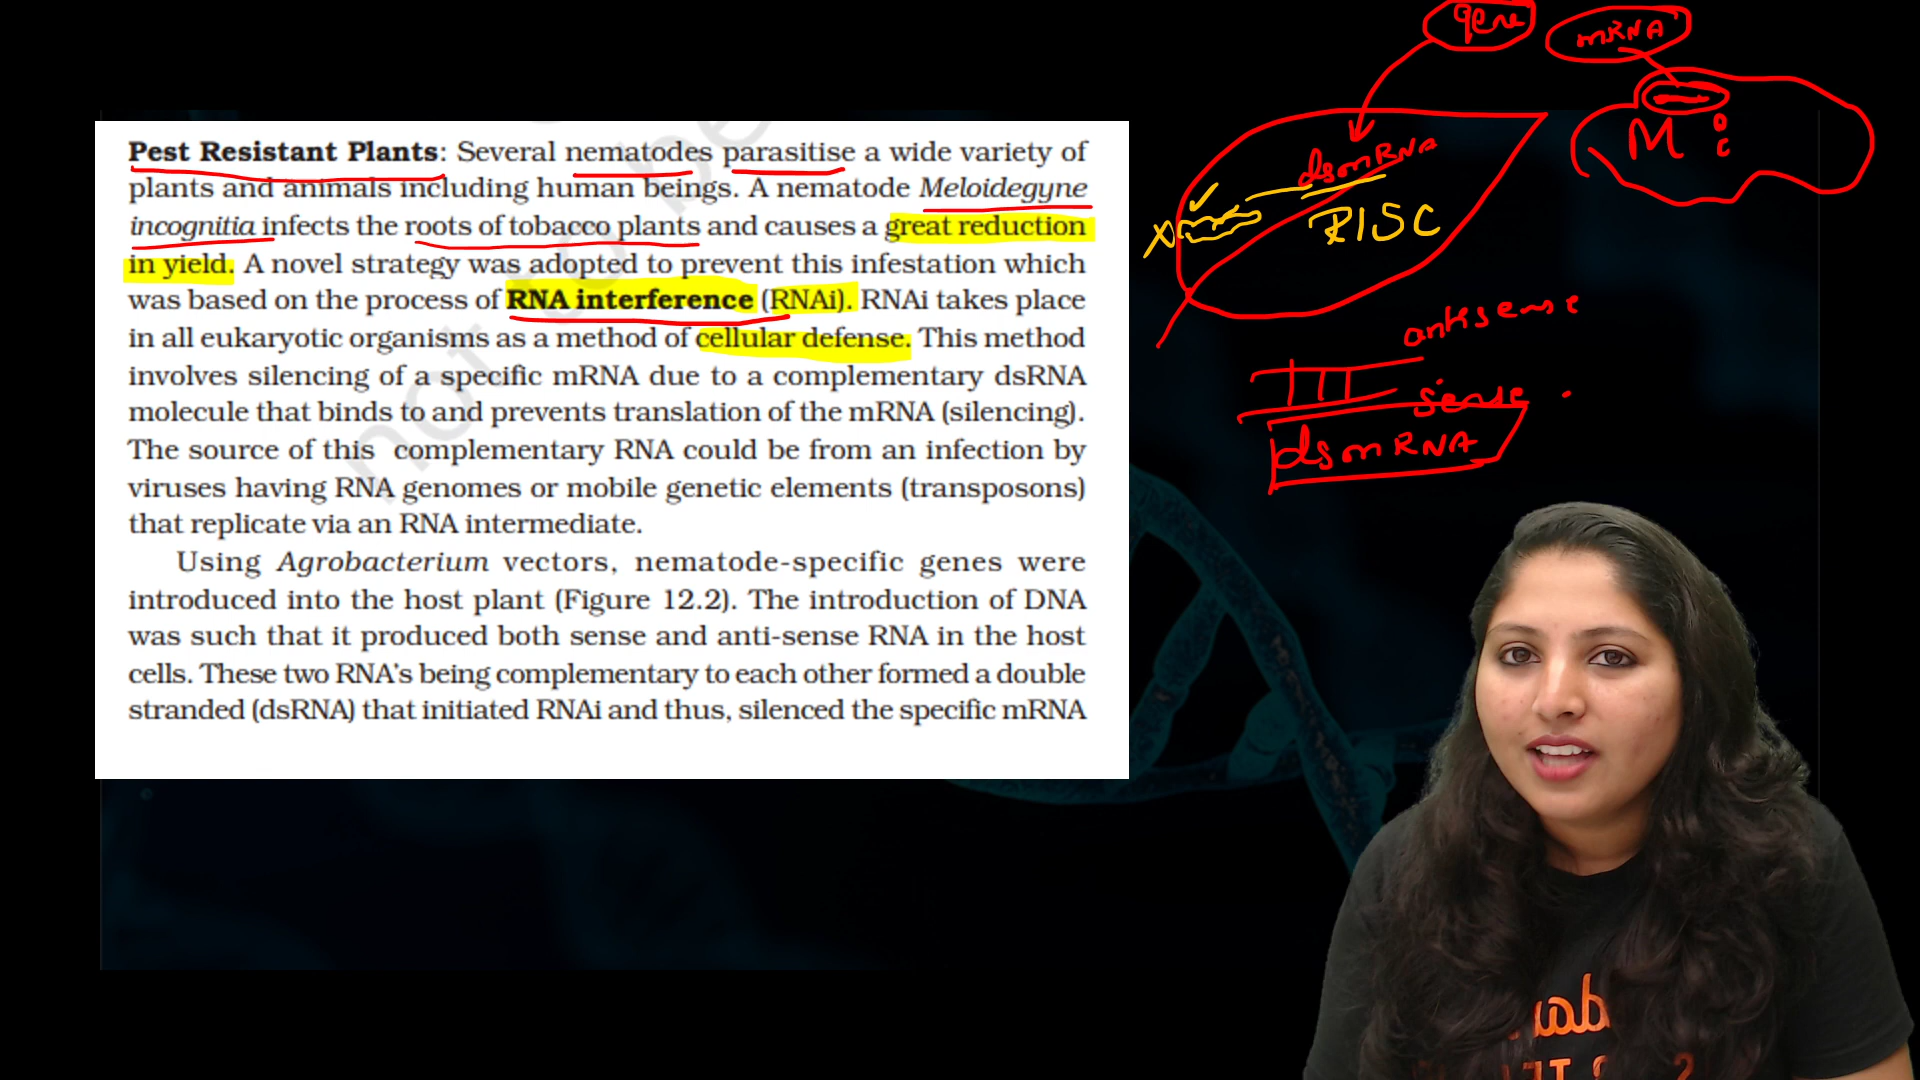 Pest Resistant Plants: Several nematodes parasitise a wide variety of
plants and animals including human beings. A nematode Meloidegyne
incognitia infects the roots of tobacco plants and causes a great reduction
in yield. A novel strategy was adopted to prevent this infestation which
was based on the process of RNA interference (RNAi). RNAi takes place
in all eukaryotic organisms as a method of cellular defense. This method
involves silencing of a specific mRNA due to a complementary dsRNA
molecule that binds to and prevents translation of the mRNA (silencing).
The source of this complementary RNA could be from an infection by
viruses having RNA genomes or mobile genetic elements (transposons)
that replicate via an RNA intermediate.
Using Agrobacterium vectors, nematode-specific genes were
introduced into the host plant (Figure 12.2). The introduction of DNA
was such that it produced both sense and anti-sense RNA in the host
cells. These two RNA's being complementary to each other formed a double
stranded (dsRNA) that initiated RNAi and thus, silenced the specific mRNA
not to be
gene
mRNA
M i
dsmRNA
RISC
antisense
sense
dsmRNA